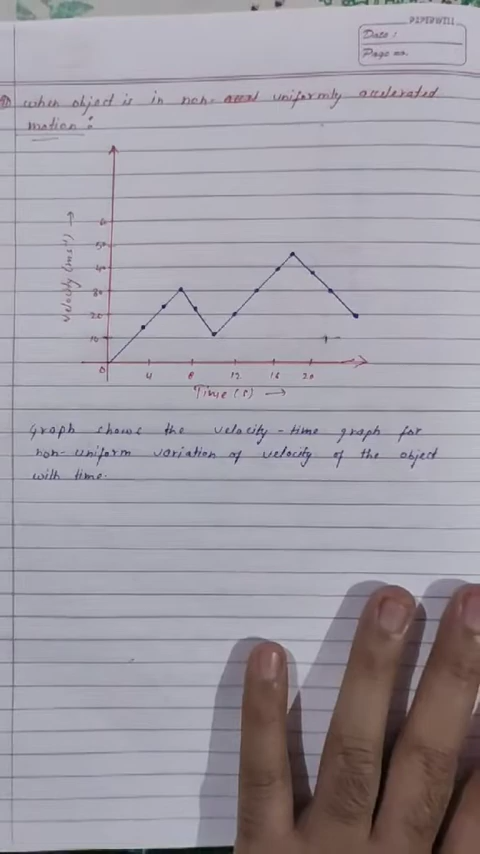 PAPERWILL
Date :
Page no.
when object is in non- uniformly accelerated
motion :
Velocity (ms⁻¹) →
50
40
30
20
10
0
4 8 12 16 20
Time (s) →
Graph shows the velocity - time graph for
non-uniform variation of velocity of the object
with time.